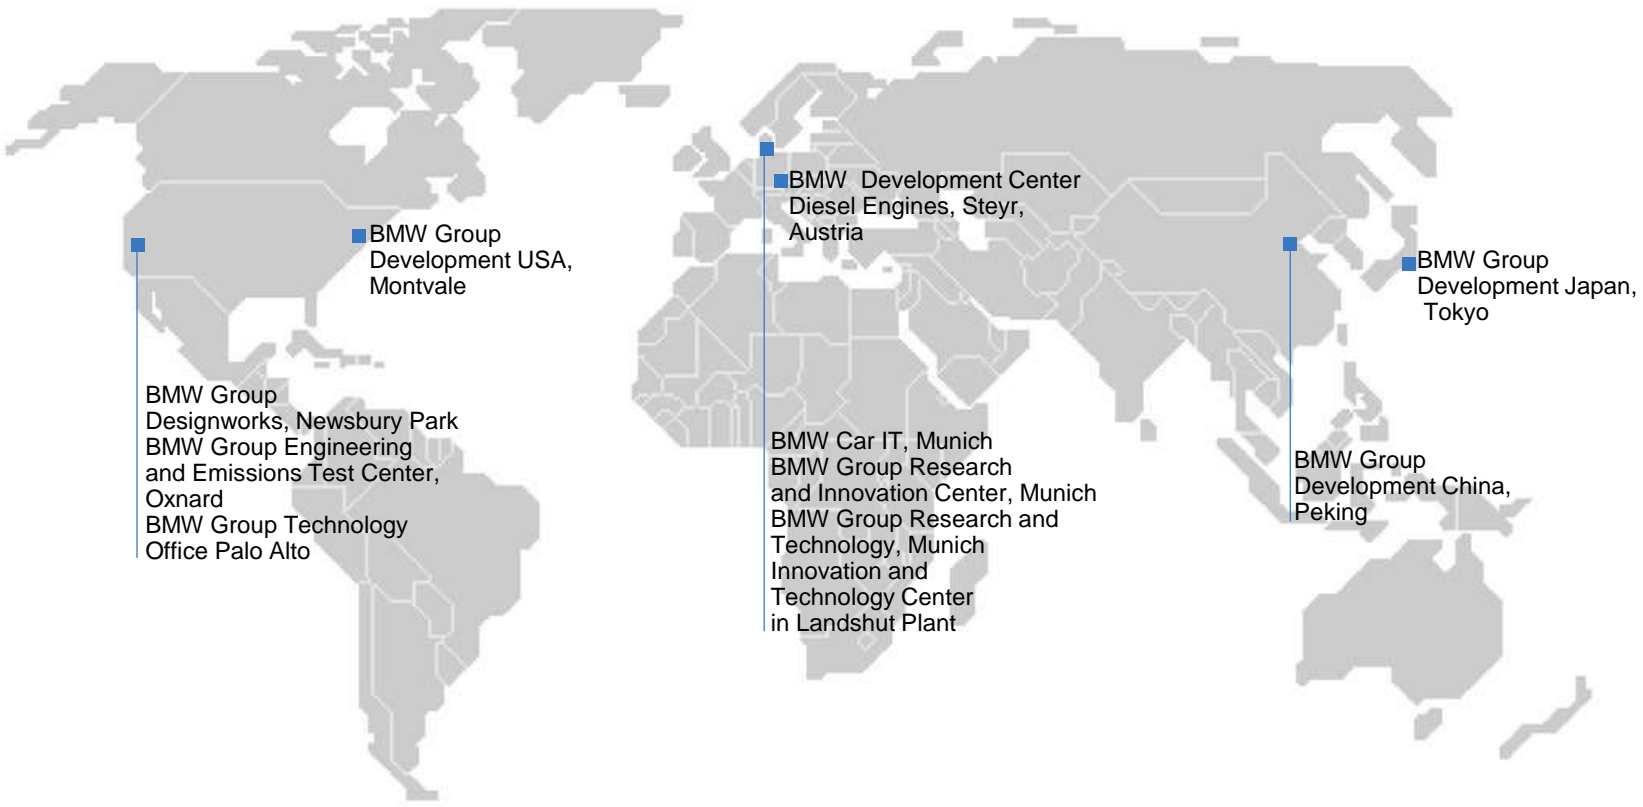 BMW Group
Development USA,
Montvale
BMW Group
Designworks, Newsbury Park
BMW Group Engineering
and Emissions Test Center,
Oxnard
BMW Group Technology
Office Palo Alto
BMW  Development Center
Diesel Engines, Steyr,
Austria
BMW Car IT, Munich
BMW Group Research
and Innovation Center, Munich
BMW Group Research and
Technology, Munich
Innovation and
Technology Center
in Landshut Plant
BMW Group
Development Japan,
Tokyo
BMW Group
Development China,
Peking